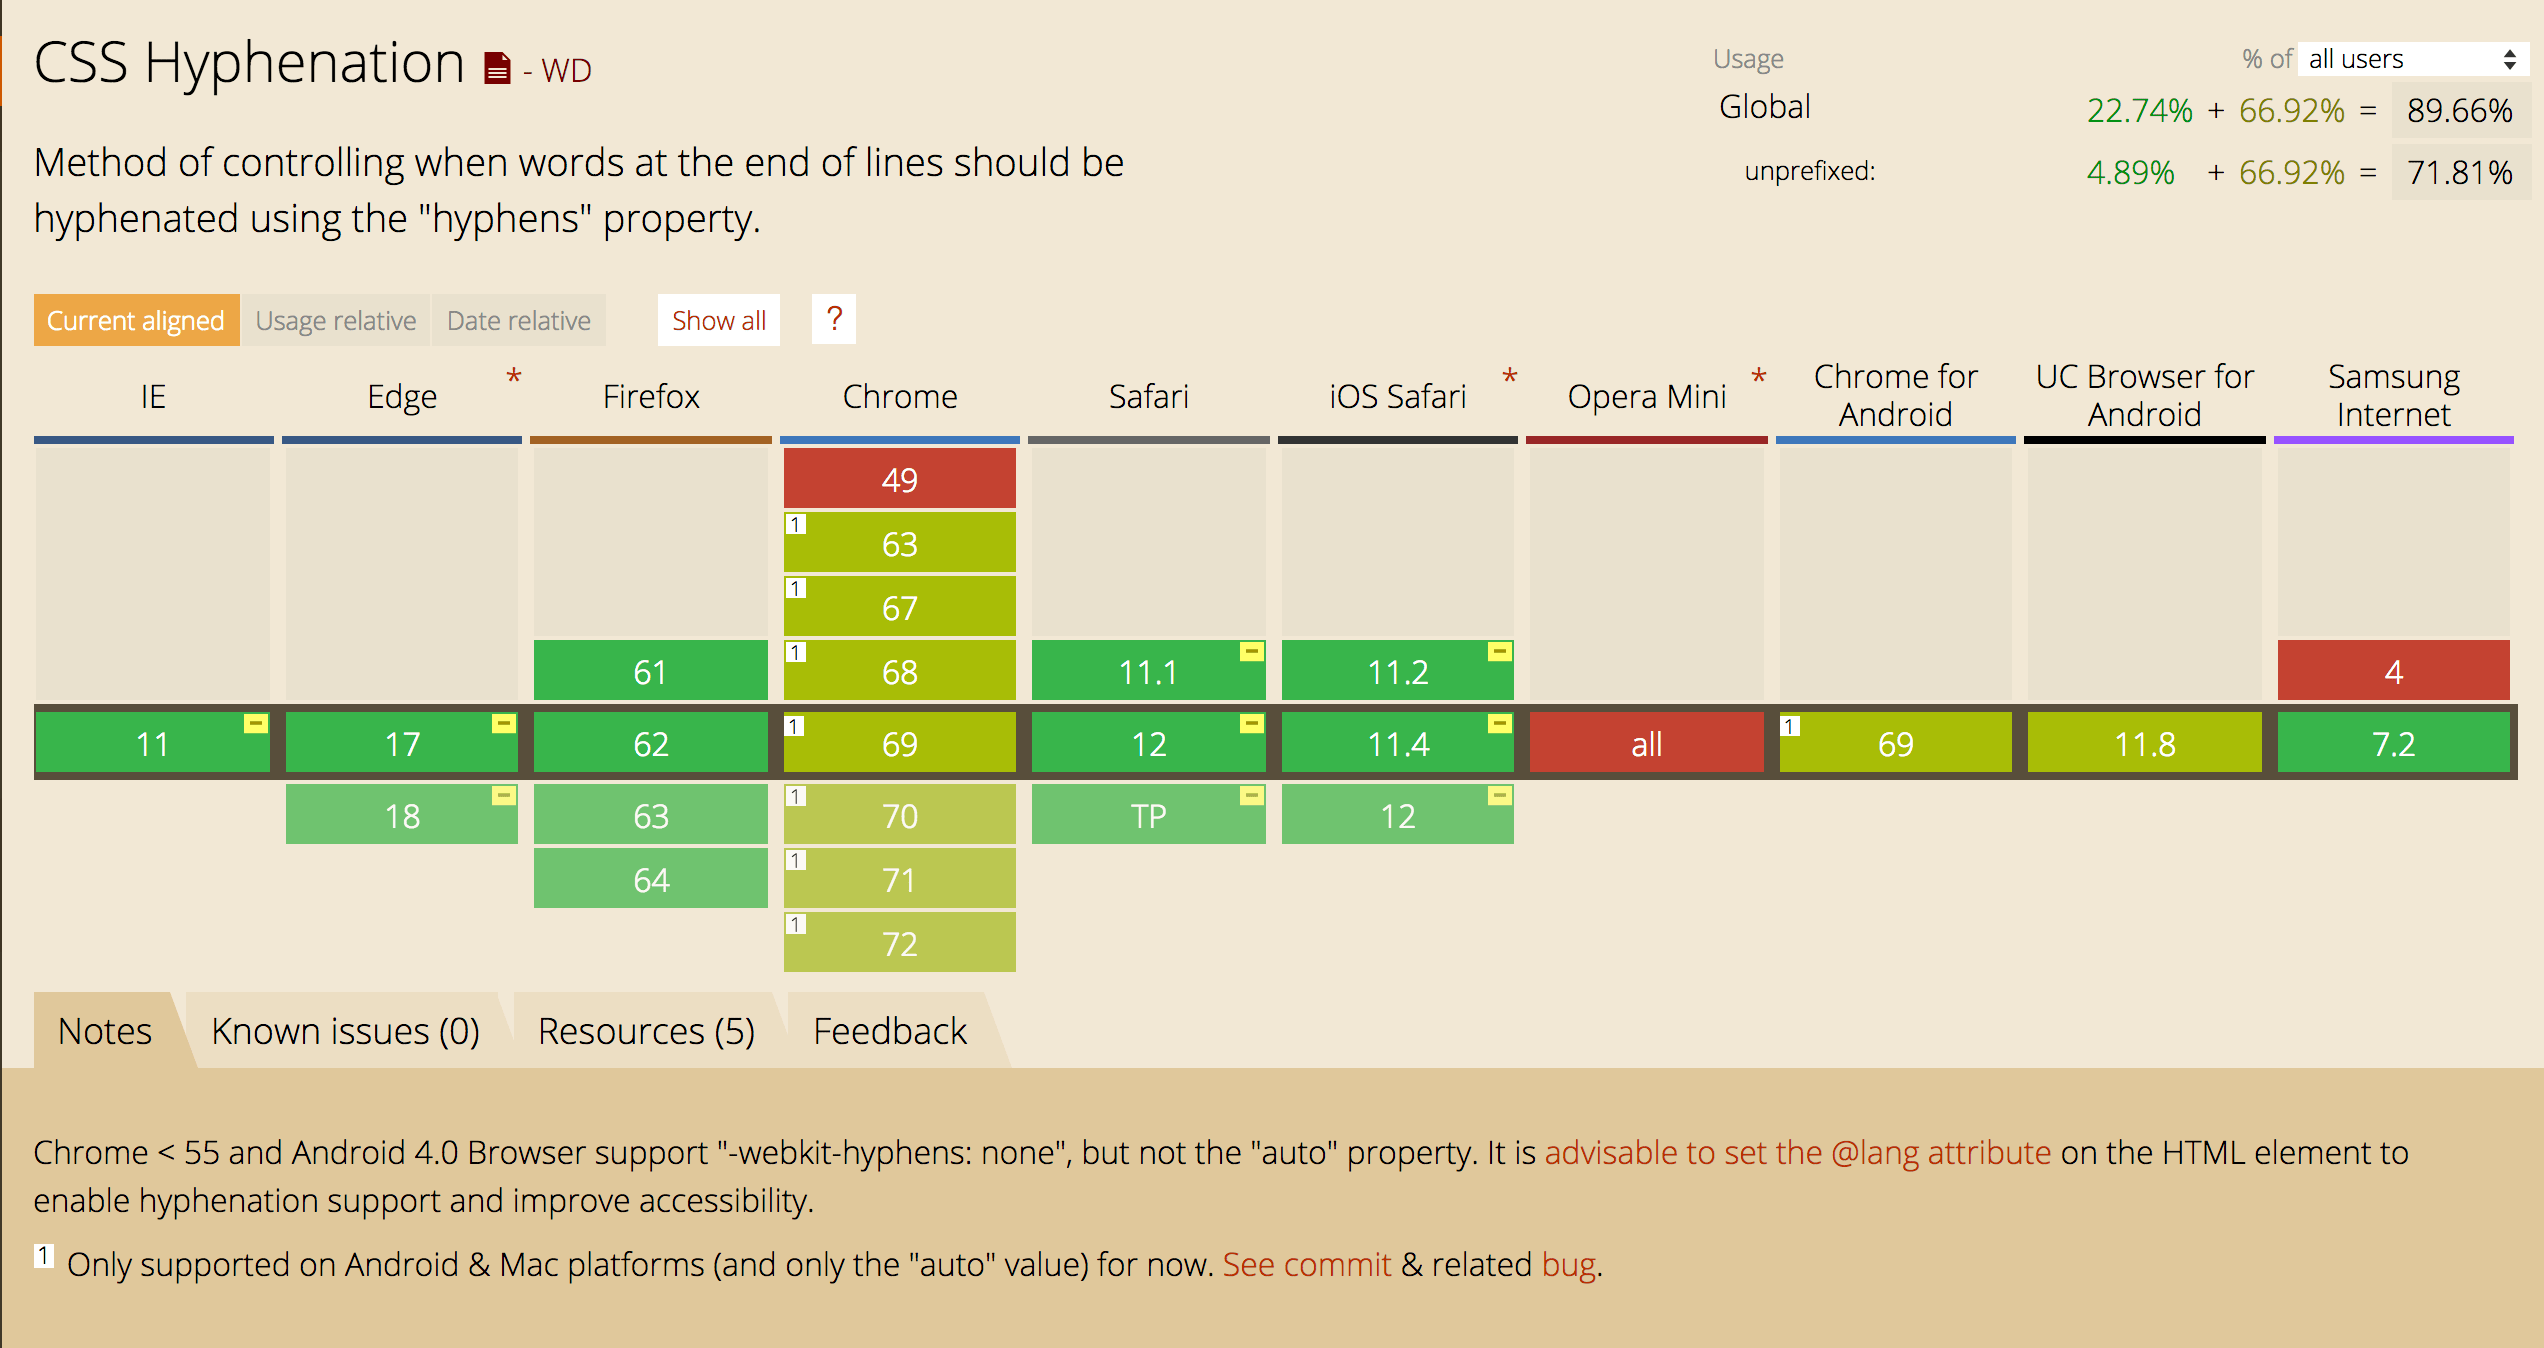 CSS Hyphenation - WD
Usage % of all users
Global 22.74% + 66.92% = 89.66%
unprefixed: 4.89% + 66.92% = 71.81%
Method of controlling when words at the end of lines should be
hyphenated using the "hyphens" property.
Current aligned Usage relative Date relative Show all ?
IE Edge * Firefox Chrome Safari iOS Safari * Opera Mini * Chrome for Android UC Browser for Android Samsung Internet
49
1 63
1 67
61 1 68 11.1 - 11.2 - 4
11 - 17 - 62 1 69 12 - 11.4 - all 1 69 11.8 7.2
18 - 63 1 70 TP - 12 -
64 1 71
1 72
Notes Known issues (0) Resources (5) Feedback
Chrome < 55 and Android 4.0 Browser support "-webkit-hyphens: none", but not the "auto" property. It is advisable to set the @lang attribute on the HTML element to
enable hyphenation support and improve accessibility.
1 Only supported on Android & Mac platforms (and only the "auto" value) for now. See commit & related bug.